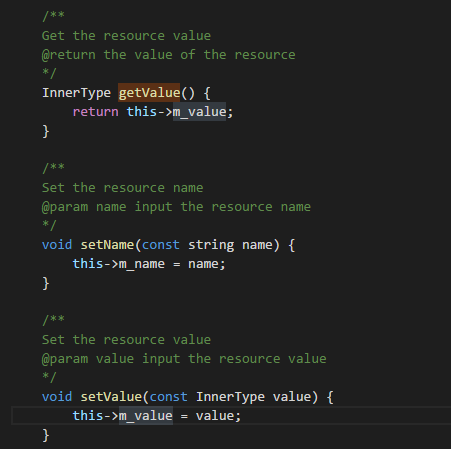 /**
Get the resource value
@return the value of the resource
*/
InnerType getValue() {
    return this->m_value;
}

/**
Set the resource name
@param name input the resource name
*/
void setName(const string name) {
    this->m_name = name;
}

/**
Set the resource value
@param value input the resource value
*/
void setValue(const InnerType value) {
    this->m_value = value;
}